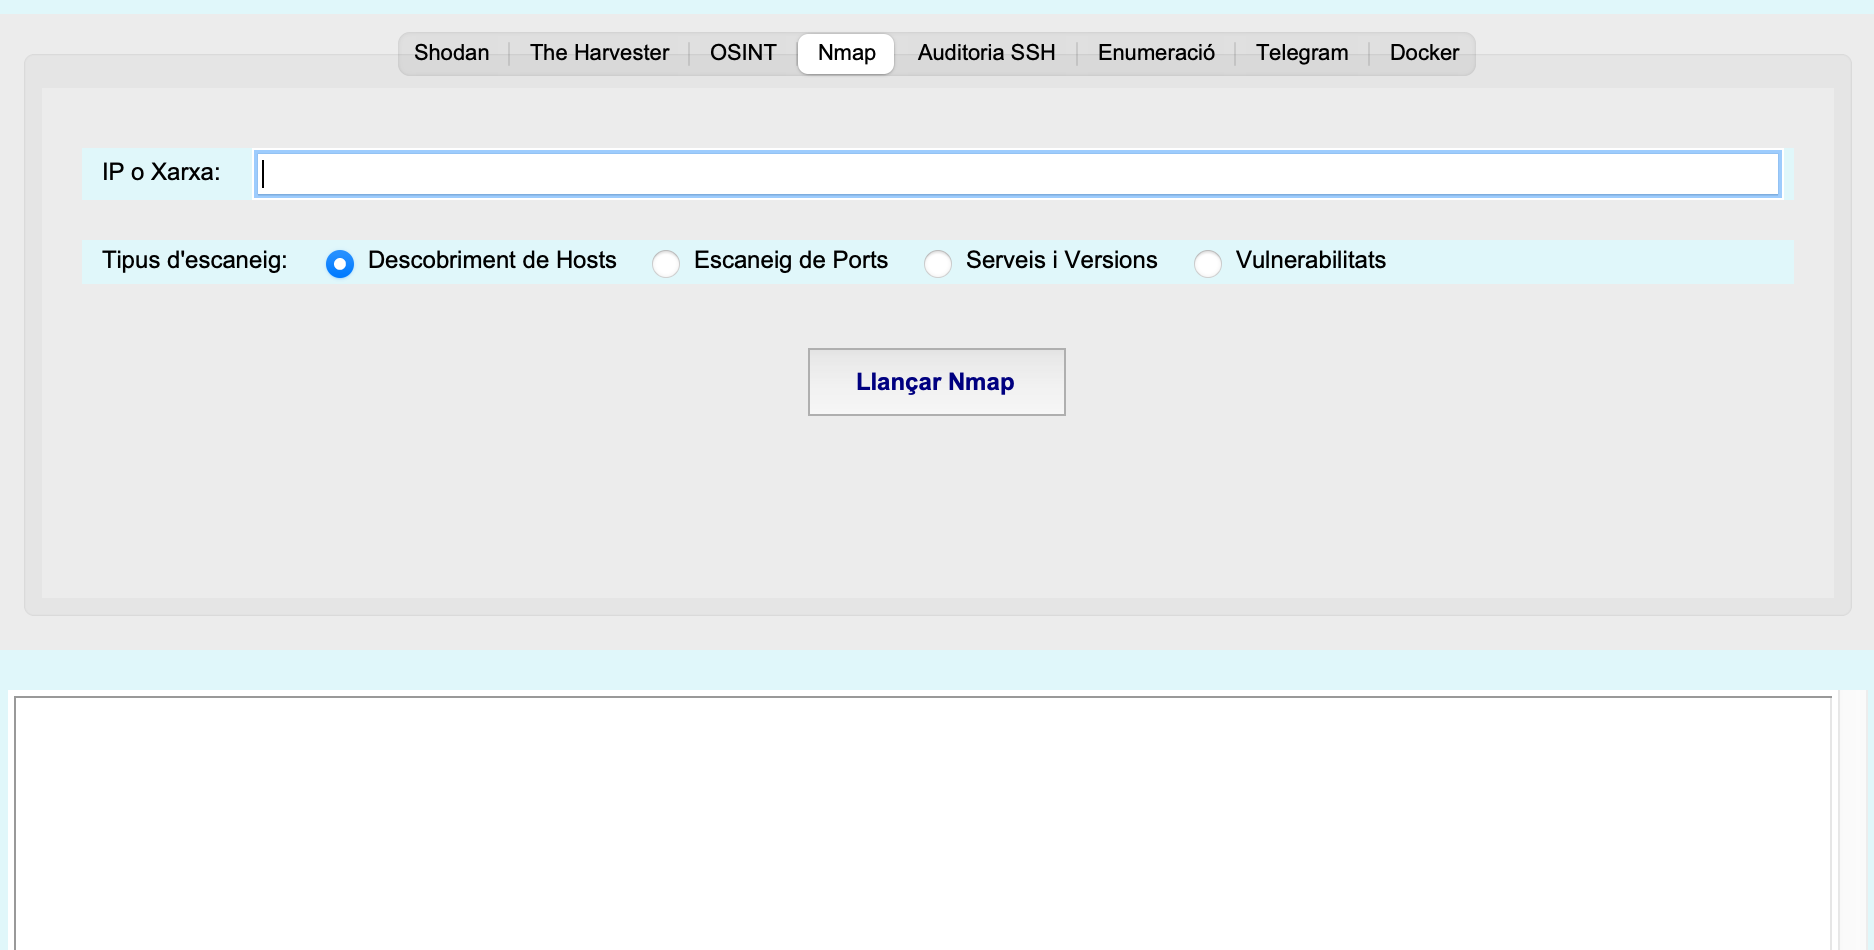 Shodan The Harvester OSINT Nmap Auditoria SSH Enumeració Telegram Docker
IP o Xarxa:
Tipus d'escaneig: Descobriment de Hosts Escaneig de Ports Serveis i Versions Vulnerabilitats
Llançar Nmap